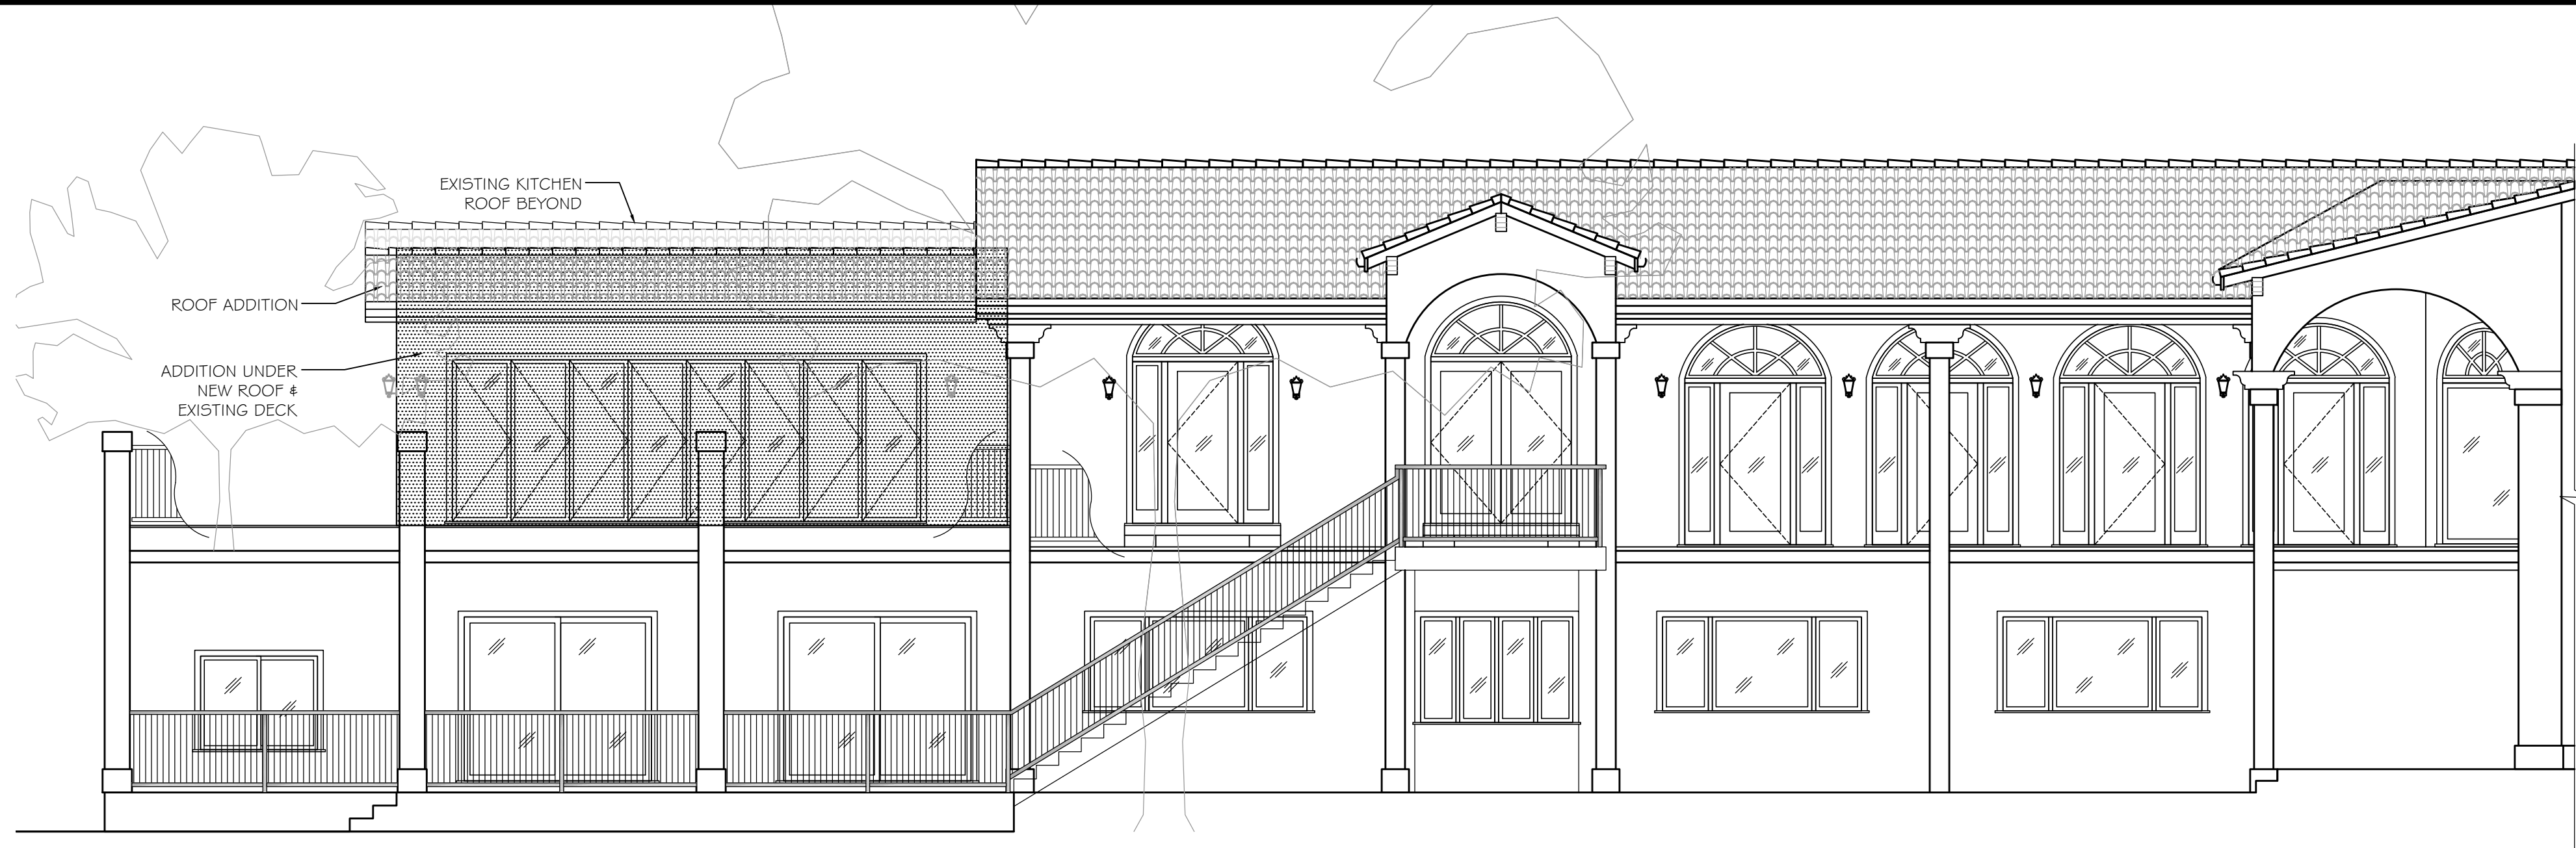 EXISTING KITCHEN
ROOF BEYOND
ROOF ADDITION
ADDITION UNDER
NEW ROOF &
EXISTING DECK